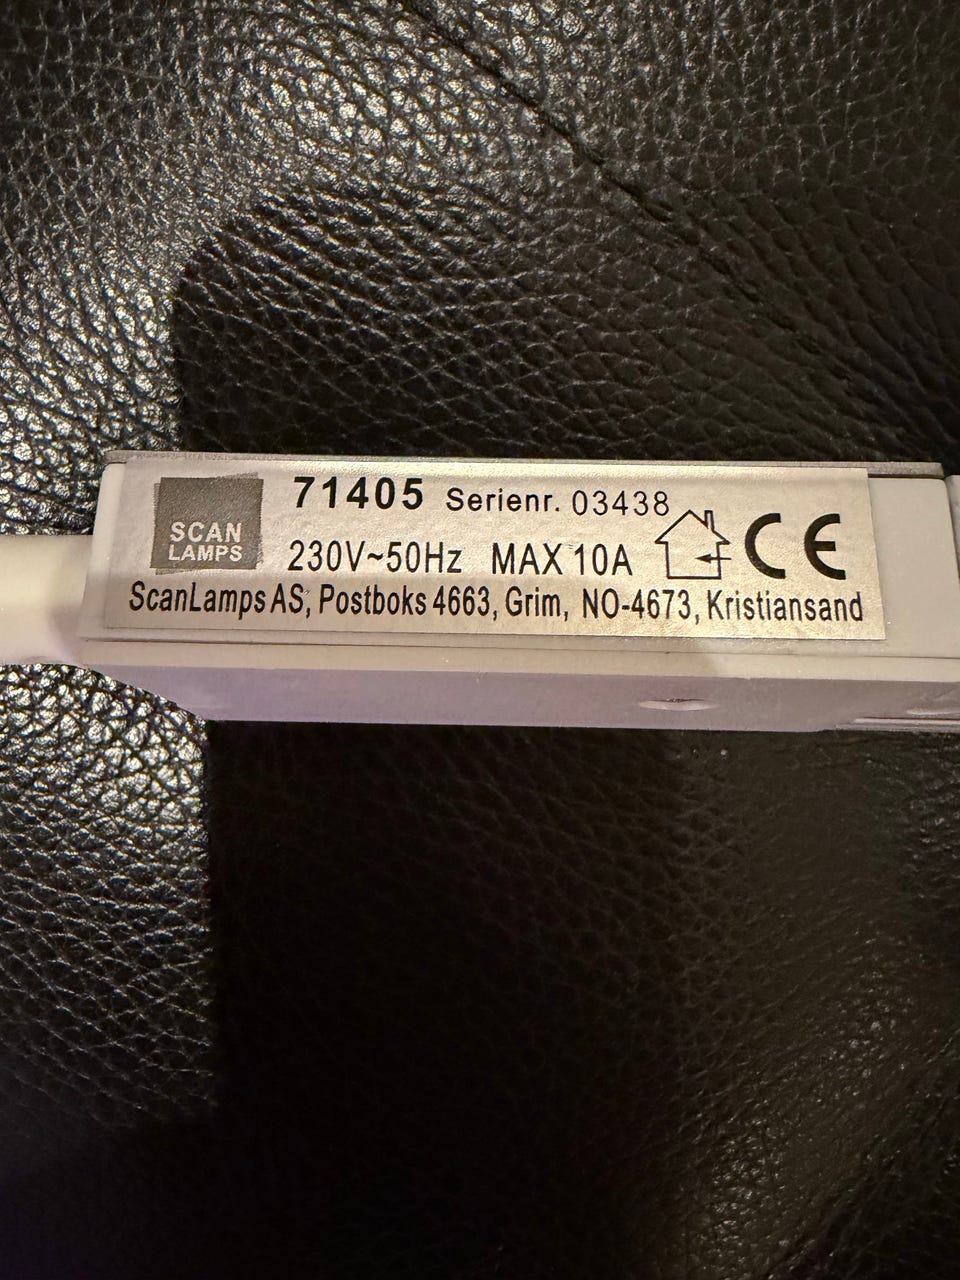 SCAN
LAMPS
71405 Serienr. 03438
230V~50Hz MAX 10A
CE
ScanLamps AS, Postboks 4663, Grim, NO-4673, Kristiansand